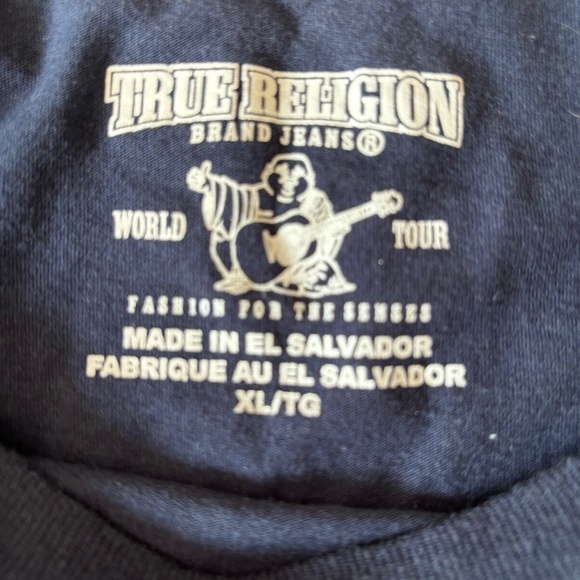 TRUE RELIGION
BRAND JEANS®
WORLD TOUR
FASHION FOR THE SENSES
MADE IN EL SALVADOR
FABRIQUE AU EL SALVADOR
XL/TG